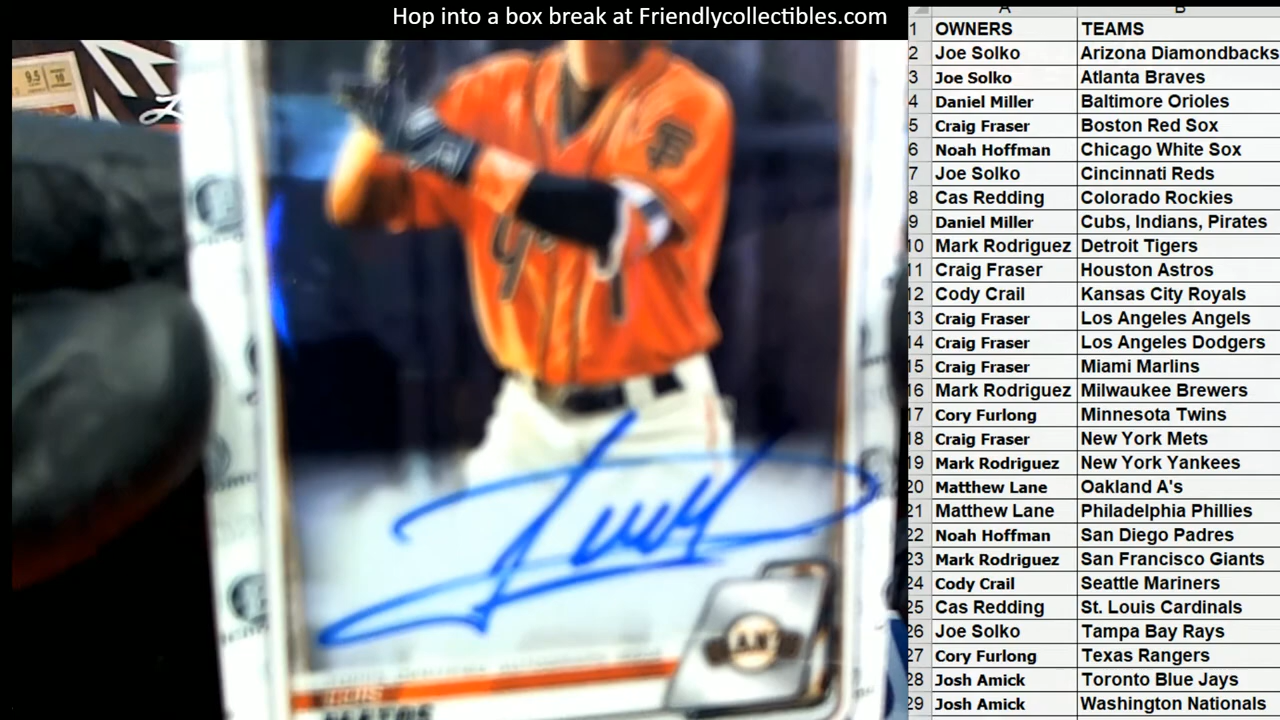 Hop into a box break at Friendlycollectibles.com
A B
1 OWNERS TEAMS
2 Joe Solko Arizona Diamondbacks
3 Joe Solko Atlanta Braves
4 Daniel Miller Baltimore Orioles
5 Craig Fraser Boston Red Sox
6 Noah Hoffman Chicago White Sox
7 Joe Solko Cincinnati Reds
8 Cas Redding Colorado Rockies
9 Daniel Miller Cubs, Indians, Pirates
10 Mark Rodriguez Detroit Tigers
11 Craig Fraser Houston Astros
12 Cody Crail Kansas City Royals
13 Craig Fraser Los Angeles Angels
14 Craig Fraser Los Angeles Dodgers
15 Craig Fraser Miami Marlins
16 Mark Rodriguez Milwaukee Brewers
17 Cory Furlong Minnesota Twins
18 Craig Fraser New York Mets
19 Mark Rodriguez New York Yankees
20 Matthew Lane Oakland A's
21 Matthew Lane Philadelphia Phillies
22 Noah Hoffman San Diego Padres
23 Mark Rodriguez San Francisco Giants
24 Cody Crail Seattle Mariners
25 Cas Redding St. Louis Cardinals
26 Joe Solko Tampa Bay Rays
27 Cory Furlong Texas Rangers
28 Josh Amick Toronto Blue Jays
29 Josh Amick Washington Nationals
9.5 10
SF
LUIS
MATOS